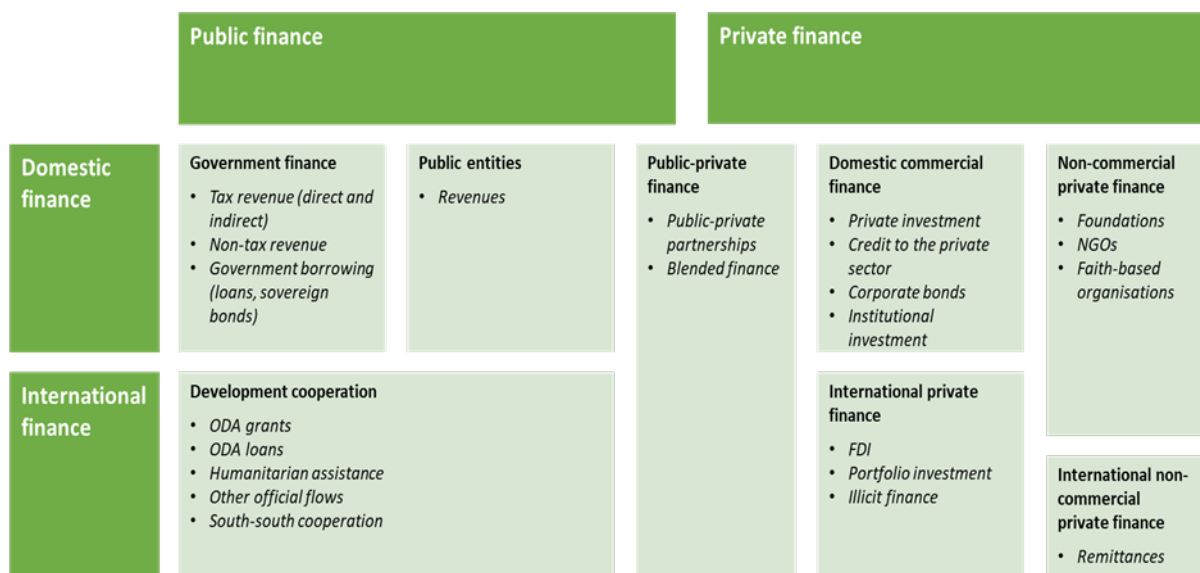 Public finance
Private finance
Domestic
finance
Government finance
• Tax revenue (direct and
indirect)
• Non-tax revenue
• Government borrowing
(loans, sovereign
bonds)
Public entities
• Revenues
Public-private
finance
• Public-private
partnerships
• Blended finance
Domestic commercial
finance
• Private investment
• Credit to the private
sector
• Corporate bonds
• Institutional
investment
Non-commercial
private finance
• Foundations
• NGOs
• Faith-based
organisations
International
finance
Development cooperation
• ODA grants
• ODA loans
• Humanitarian assistance
• Other official flows
• South-south cooperation
International private
finance
• FDI
• Portfolio investment
• Illicit finance
International non-
commercial
private finance
• Remittances